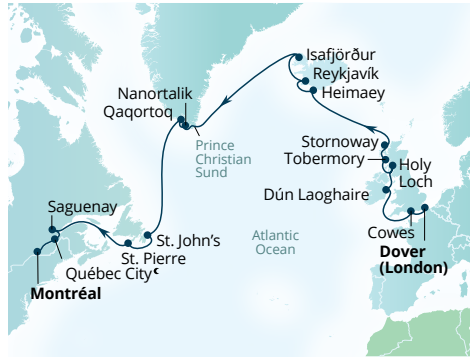 Isafjörður
Reykjavík
Heimaey
Nanortalik
Qaqortoq
Prince
Christian
Sund
Stornoway
Tobermory
Holy
Loch
Dún Laoghaire
Saguenay
St. John's
St. Pierre
Québec City
Montréal
Atlantic
Ocean
Cowes
Dover
(London)